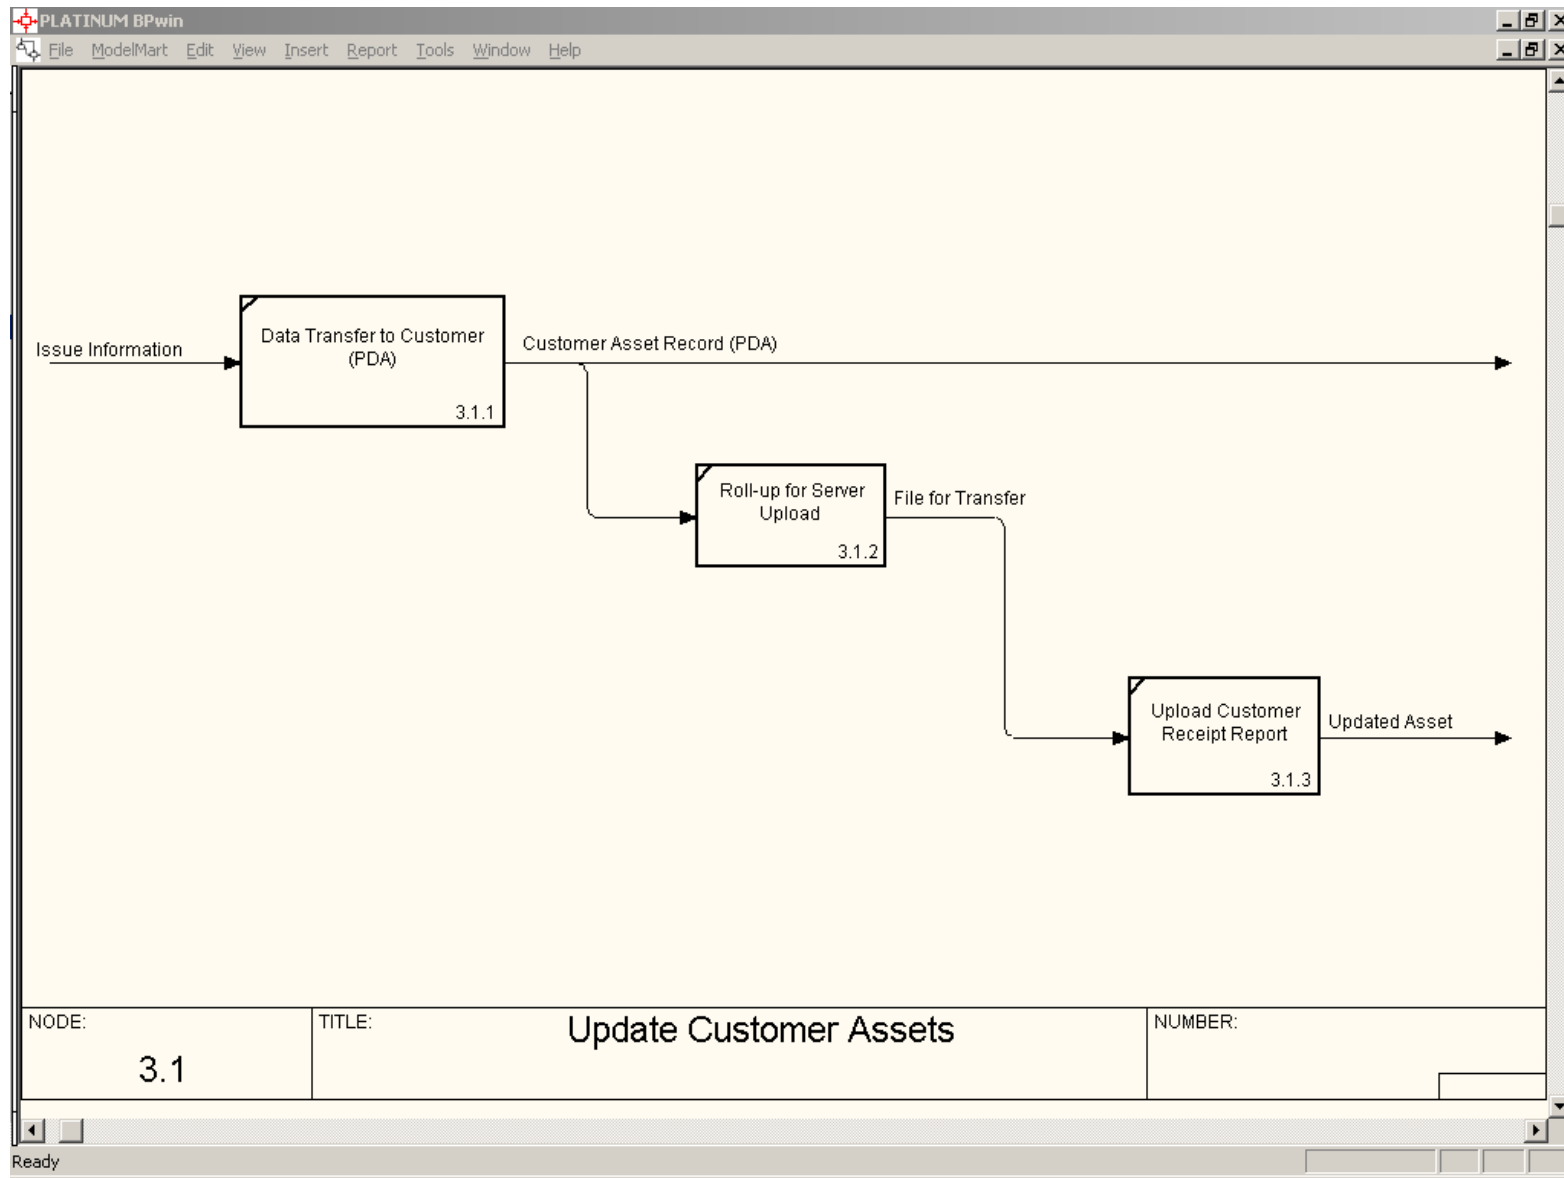 PLATINUM BPwin
File ModelMart Edit View Insert Report Tools Window Help
Issue Information
Data Transfer to Customer
(PDA)
3.1.1
Customer Asset Record (PDA)
Roll-up for Server
Upload
3.1.2
File for Transfer
Upload Customer
Receipt Report
3.1.3
Updated Asset
NODE:
3.1
TITLE:
Update Customer Assets
NUMBER:
Ready